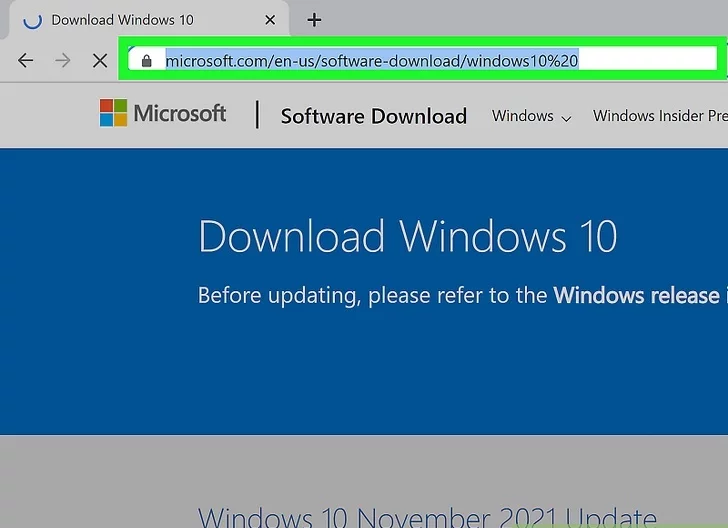 Download Windows 10
microsoft.com/en-us/software-download/windows10%20
Microsoft | Software Download Windows Windows Insider Pre
Download Windows 10
Before updating, please refer to the Windows release
Windows 10 November 2021 Update